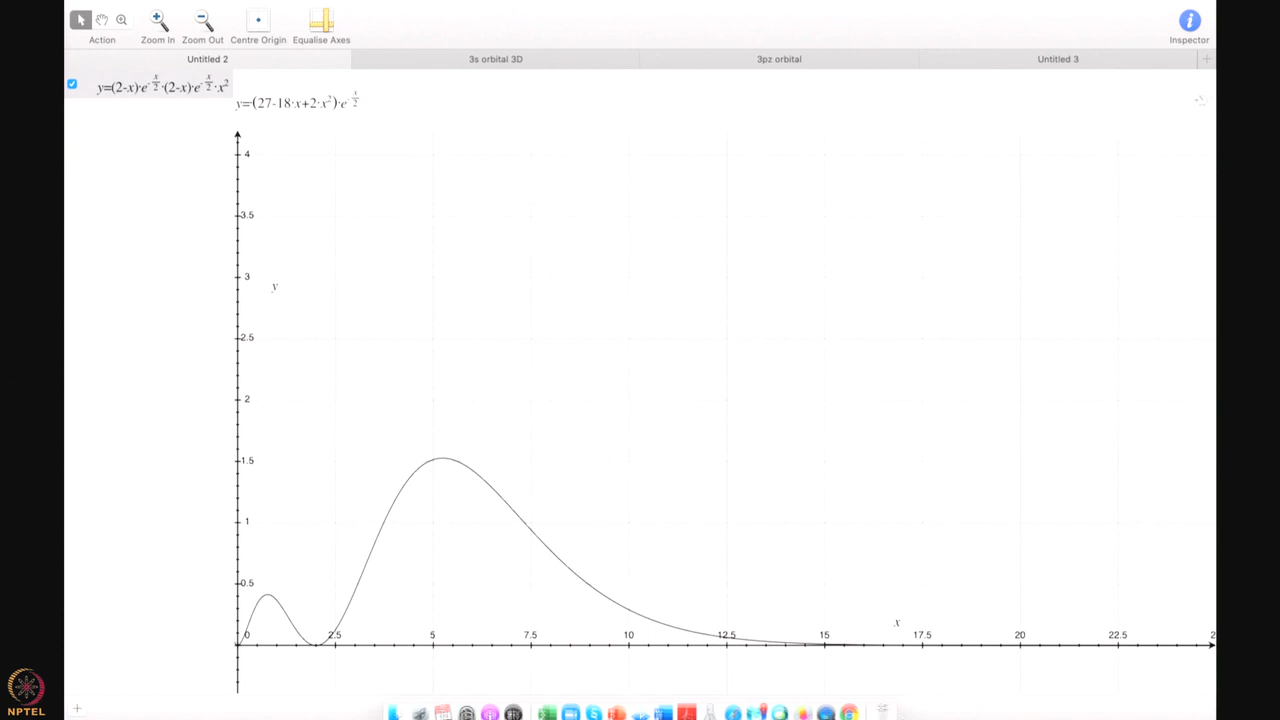 Action Zoom In Zoom Out Centre Origin Equalise Axes Inspector
Untitled 2 3s orbital 3D 3pz orbital Untitled 3
y=(2-x)·e^-x/2·(2-x)·e^-x/2·x²
y=·(27-18·x+2·x²)·e^-x/2
4
3.5
3
y
2.5
2
1.5
1
0.5
x
0 2.5 5 7.5 10 12.5 15 17.5 20 22.5 2
NPTEL